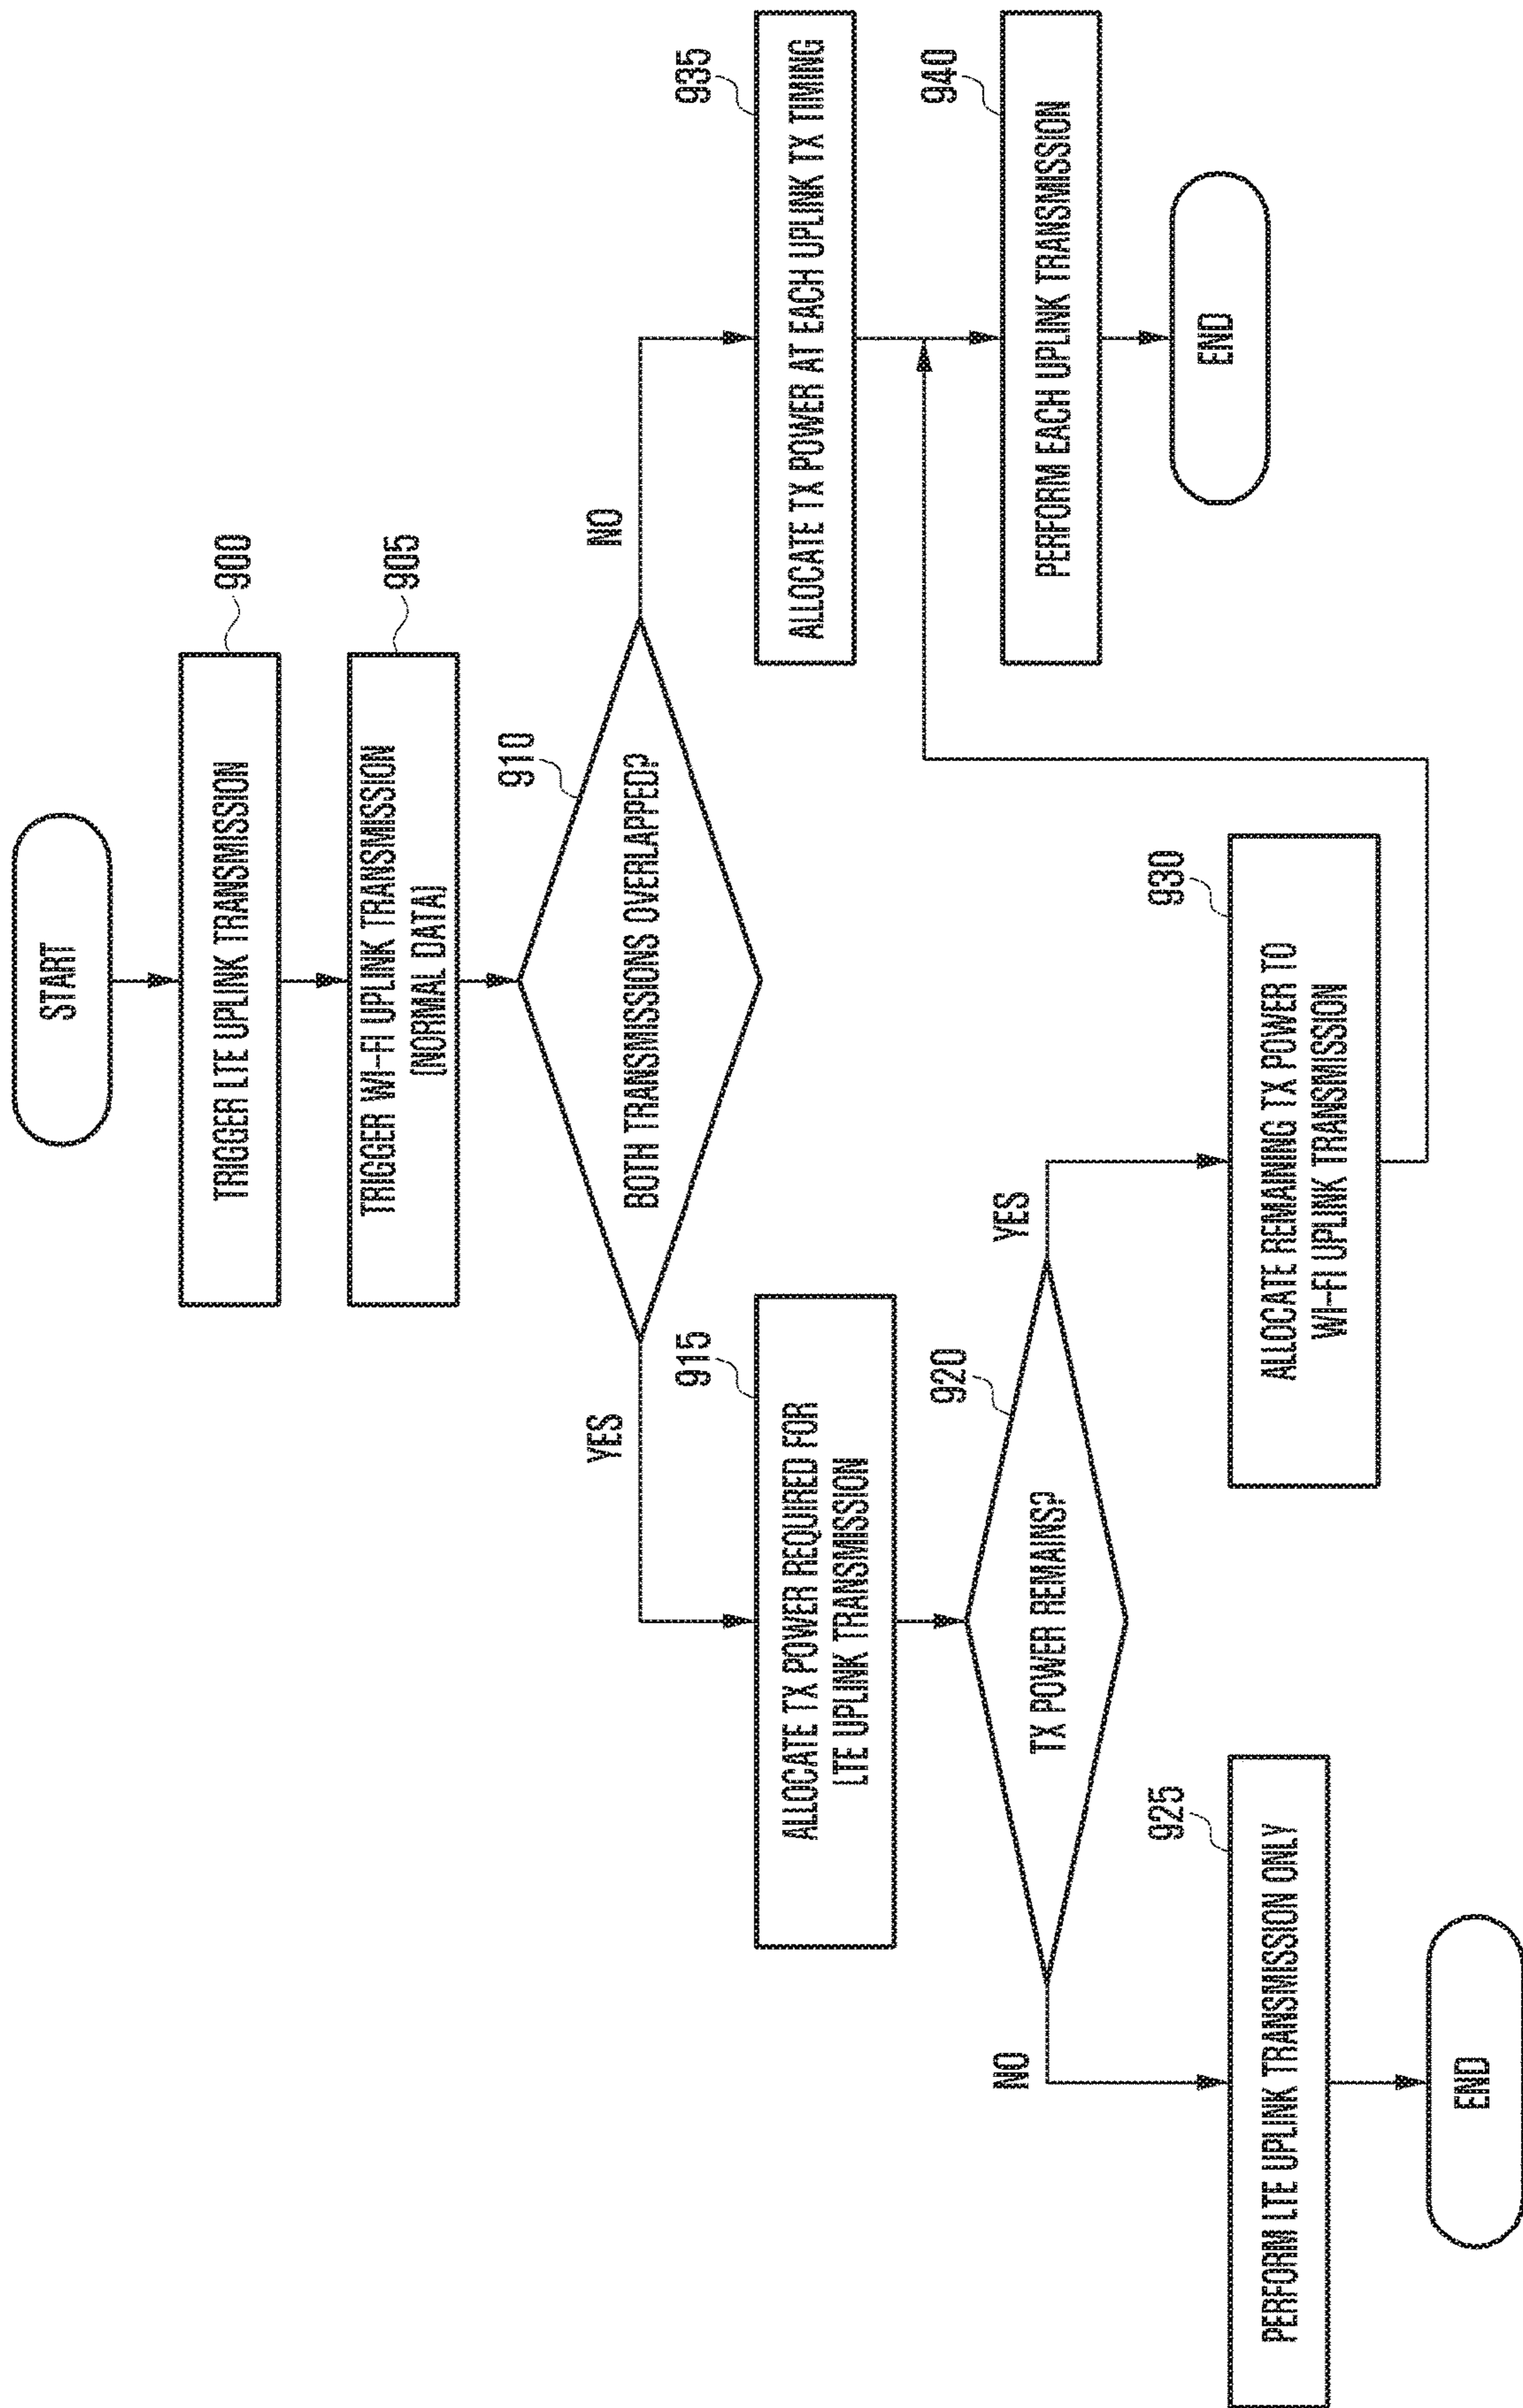 START
900
TRIGGER LTE UPLINK TRANSMISSION
905
TRIGGER WI-FI UPLINK TRANSMISSION
(NORMAL DATA)
910
BOTH TRANSMISSIONS OVERLAPPED?
YES
NO
915
ALLOCATE TX POWER REQUIRED FOR
LTE UPLINK TRANSMISSION
935
ALLOCATE TX POWER AT EACH UPLINK TX TIMING
920
TX POWER REMAINS?
940
PERFORM EACH UPLINK TRANSMISSION
NO
YES
END
925
PERFORM LTE UPLINK TRANSMISSION ONLY
930
ALLOCATE REMAINING TX POWER TO
WI-FI UPLINK TRANSMISSION
END